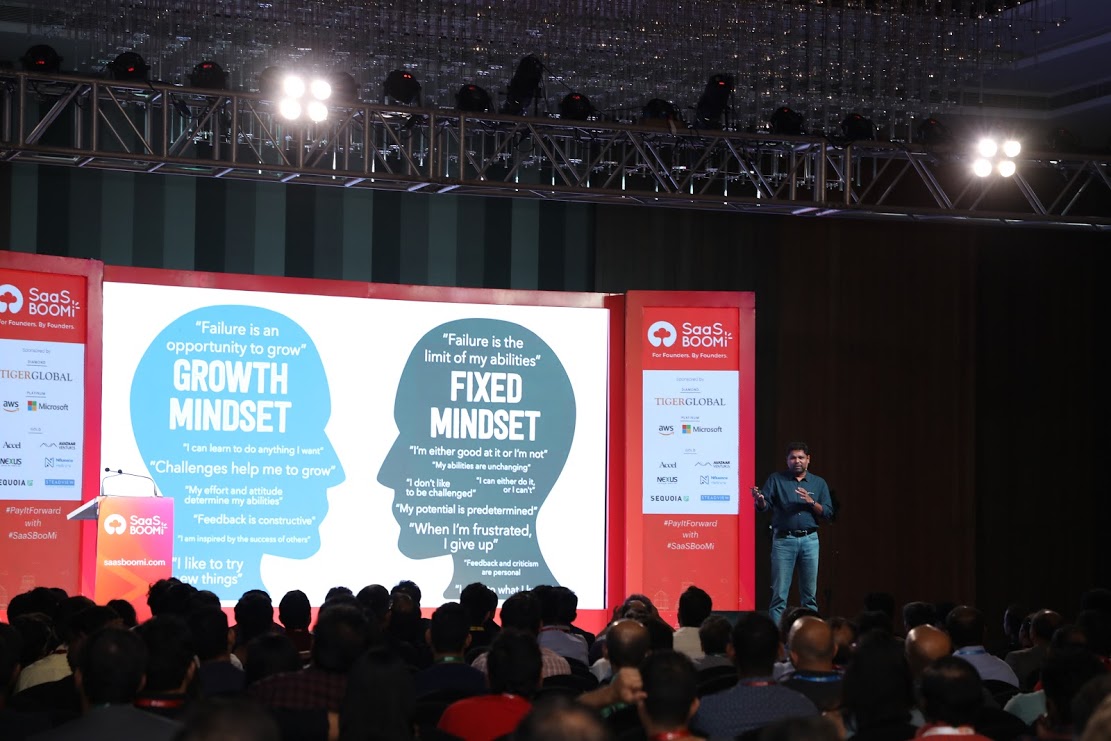 SaaS
BOOMi
For Founders. By Founders.
TIGERGLOBAL
aws
Microsoft
Accel
NEXUS
SEQUOIA
#PayItForward
with
#SaaSBooMi
SaaS
BOOMi
saasboomi.com
“Failure is an
opportunity to grow”
GROWTH
MINDSET
“I can learn to do anything I want”
“Challenges help me to grow”
“My effort and attitude
determine my abilities”
“Feedback is constructive”
“I am inspired by the success of others”
“I like to try
new things”
“Failure is the
limit of my abilities“
FIXED
MINDSET
“I'm either good at it or I'm not”
“My abilities are unchanging”
“I don't like
to be challenged”
“I can either do it,
or I can't”
“My potential is predetermined”
“When I'm frustrated,
I give up”
“Feedback and criticism
are personal
what I
SaaS
BOOMi
For Founders. By Founders.
TIGERGLOBAL
aws
Microsoft
Accel
NEXUS
SEQUOIA
STEADVIEW
#PayItForward
with
#SaaSBooMi